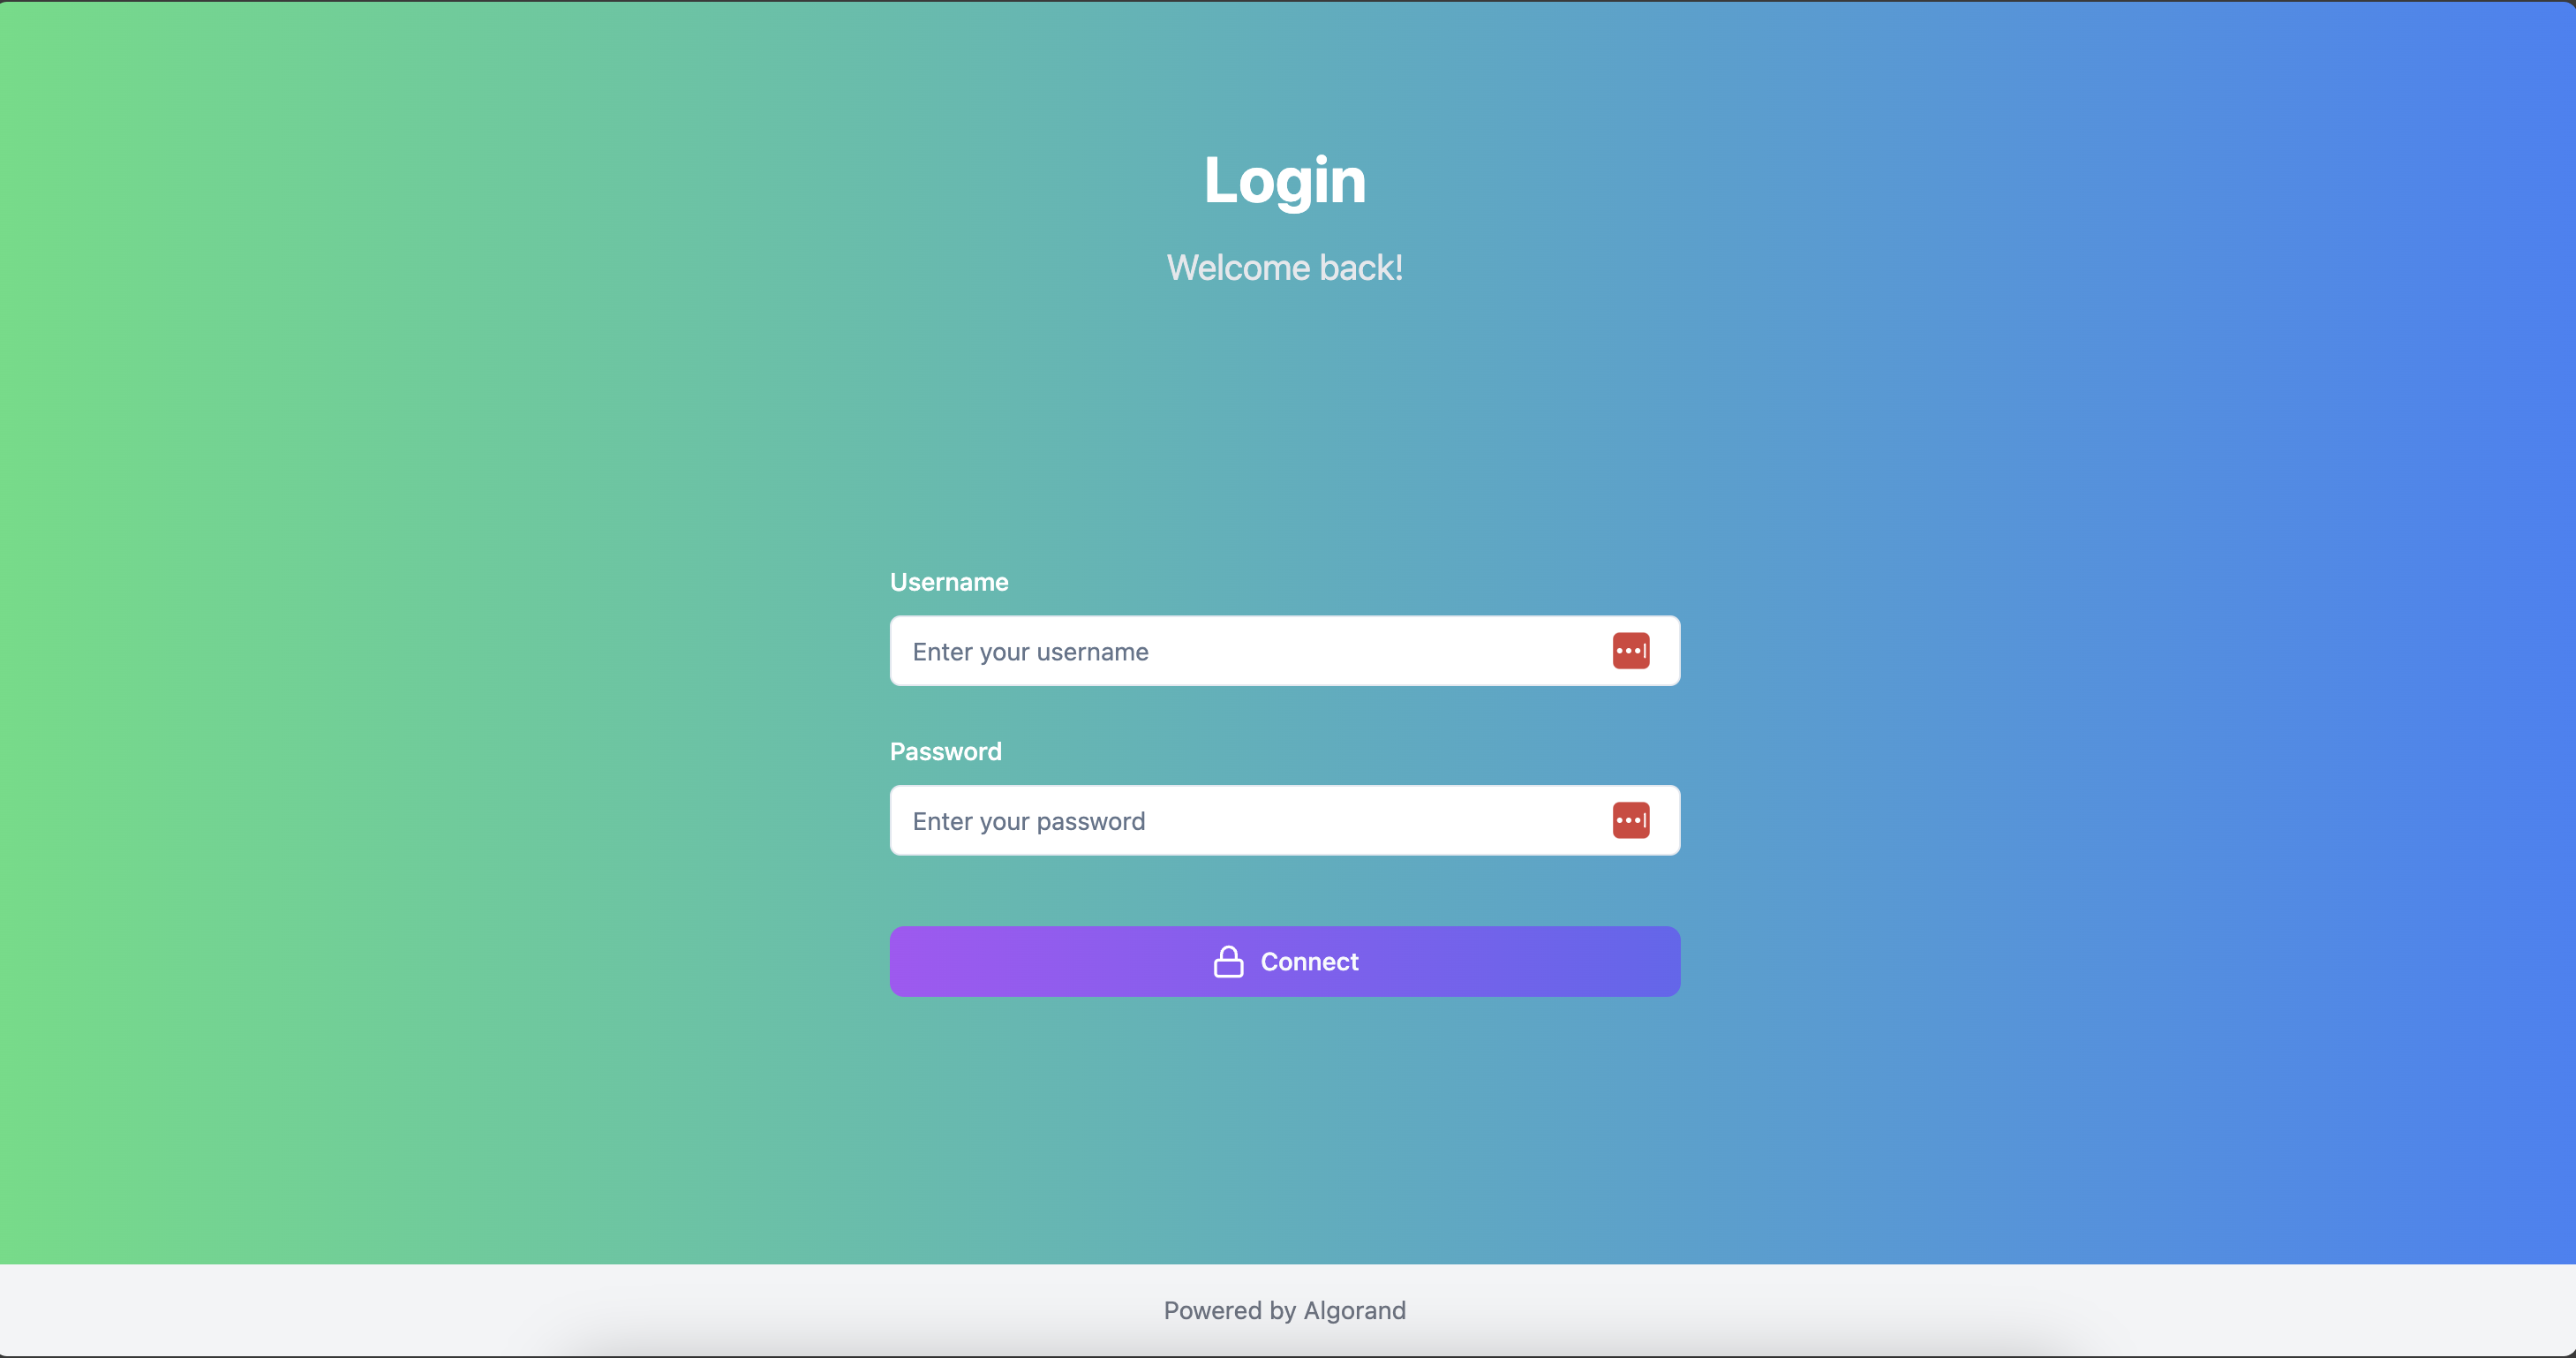 Login
Welcome back!
Username
Enter your username
Password
Enter your password
Connect
Powered by Algorand